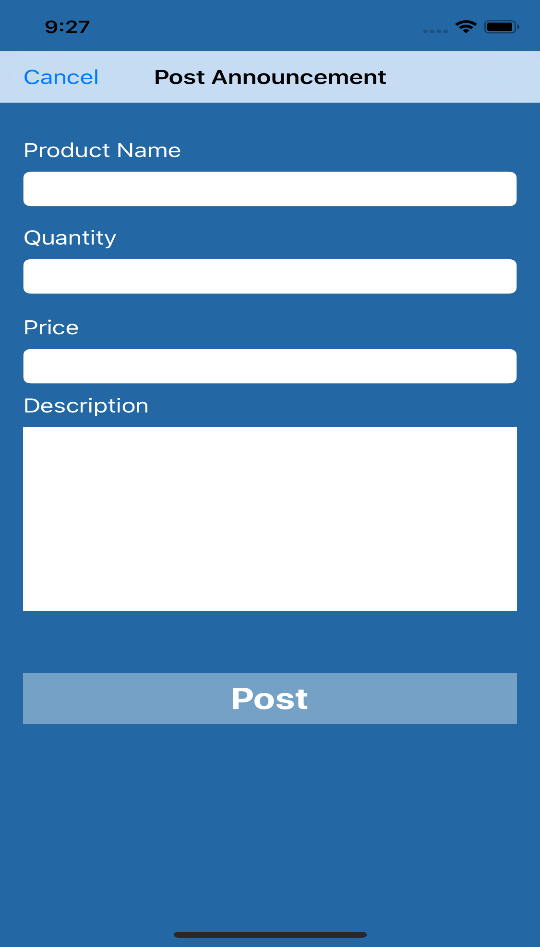 9:27
Cancel Post Announcement
Product Name
Quantity
Price
Description
Post